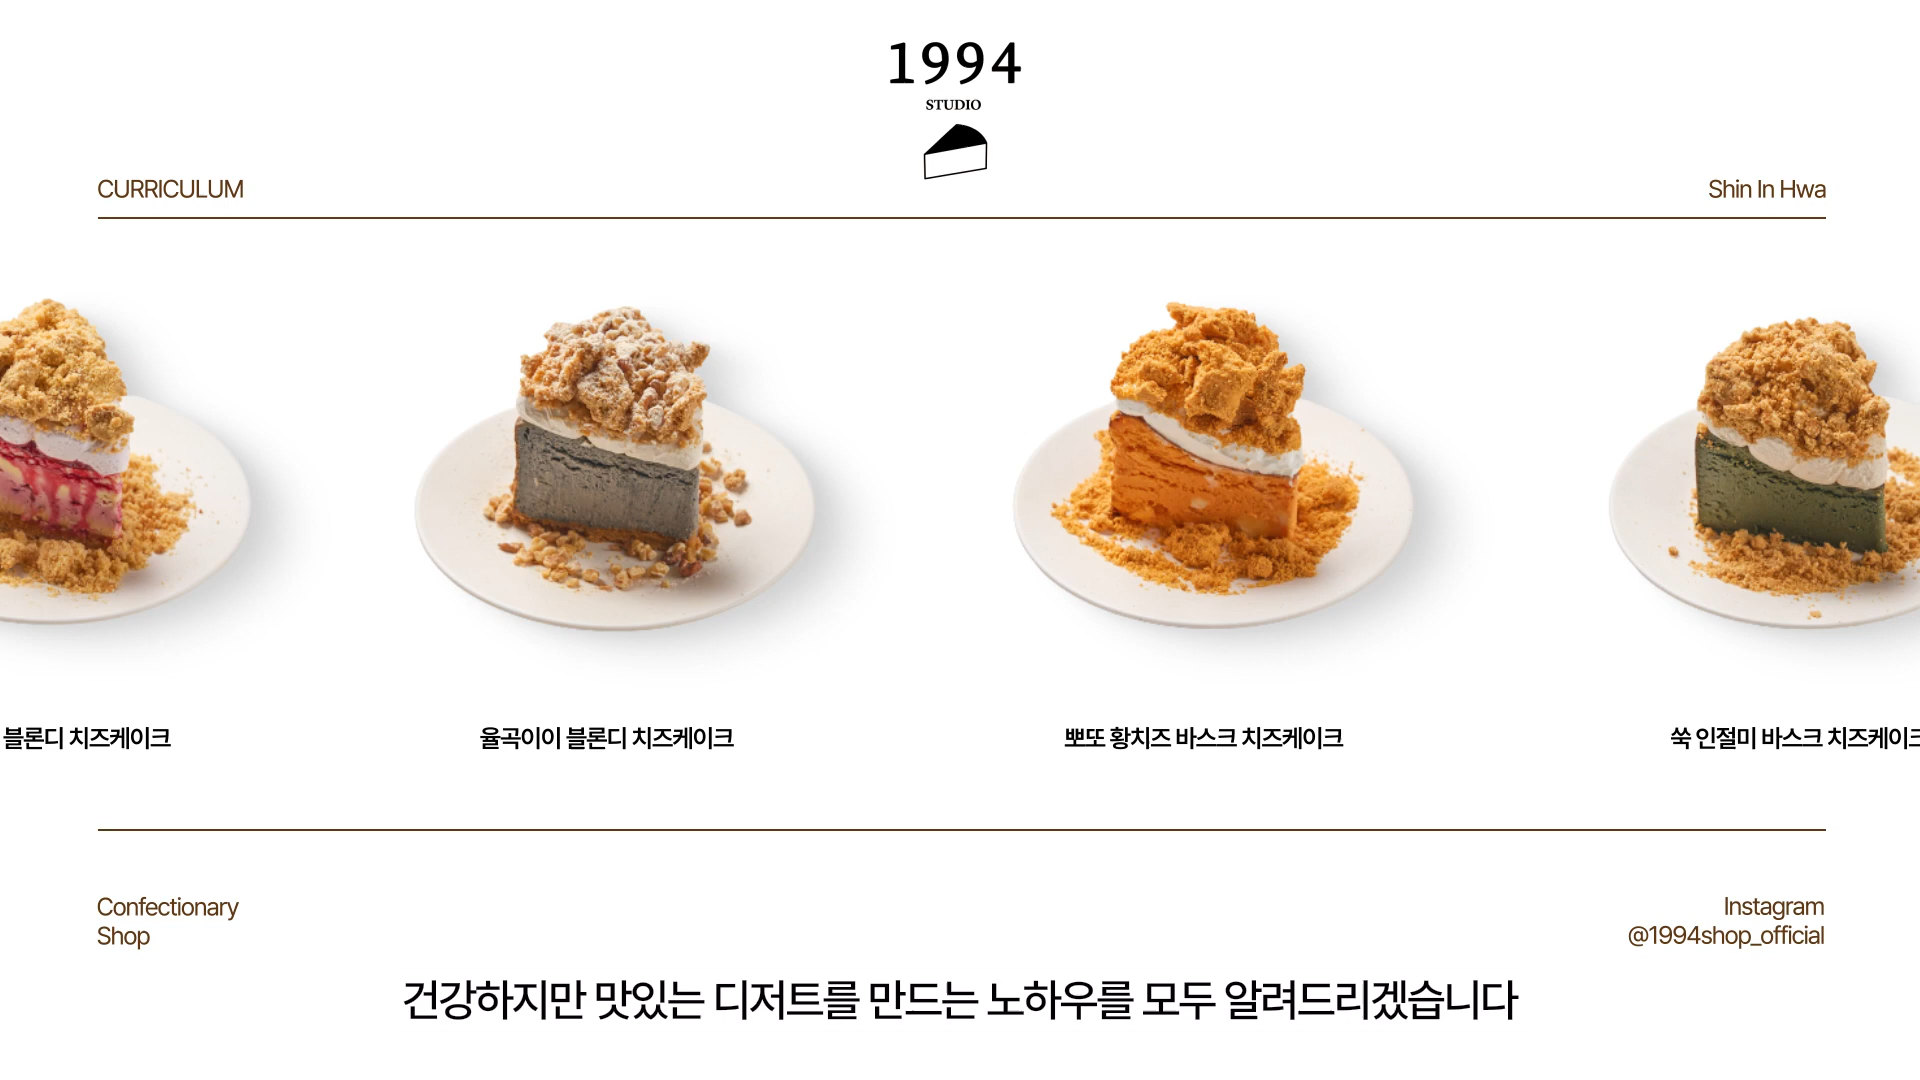 1994
STUDIO
CURRICULUM
Shin In Hwa
블론디 치즈케이크
율곡이이 블론디 치즈케이크
뽀또 황치즈 바스크 치즈케이크
쑥 인절미 바스크 치즈케이크
Confectionary
Shop
Instagram
@1994shop_official
건강하지만 맛있는 디저트를 만드는 노하우를 모두 알려드리겠습니다